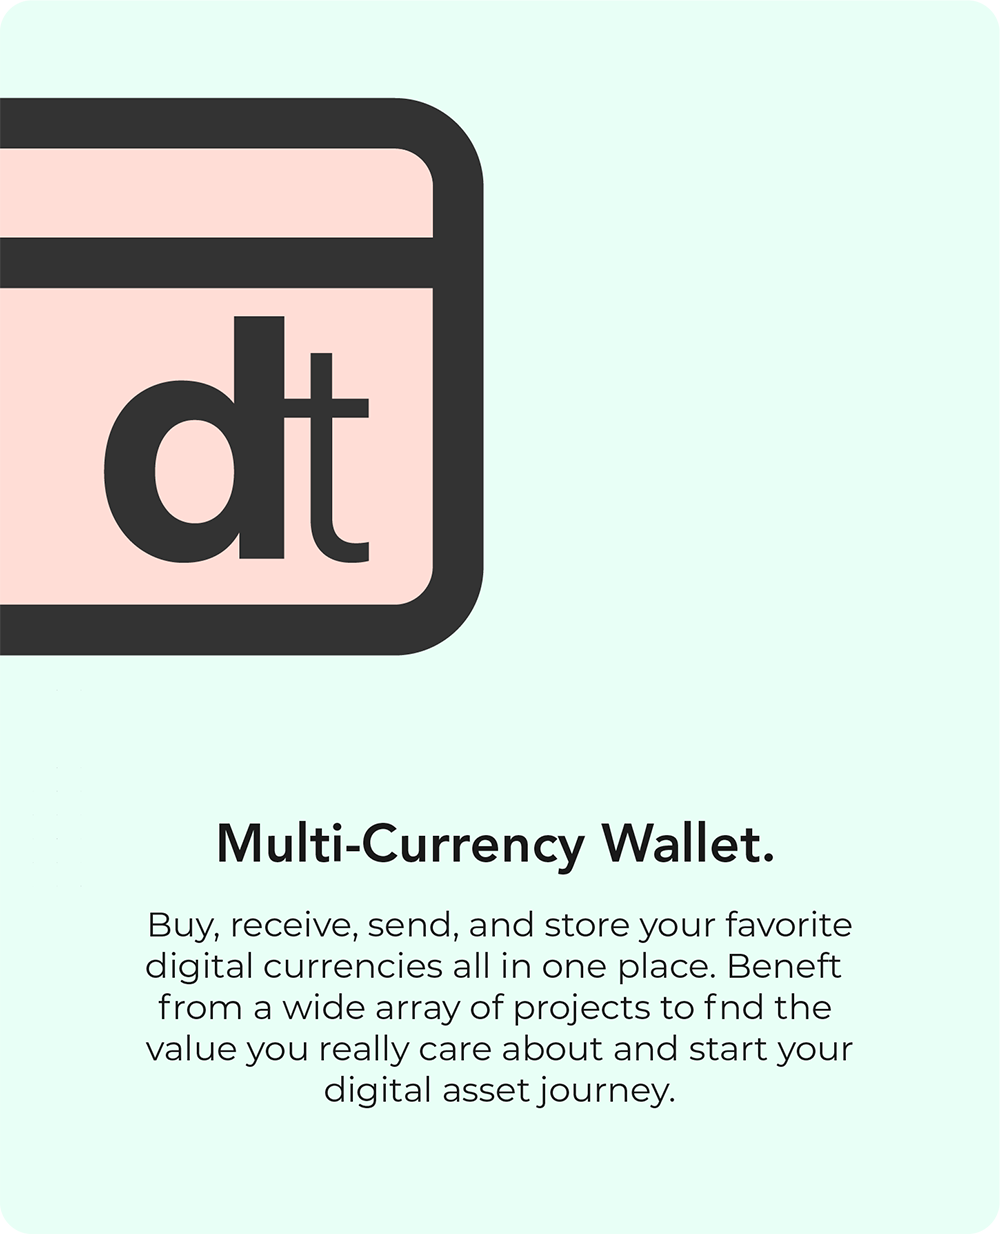 dt
Multi-Currency Wallet.
Buy, receive, send, and store your favorite
digital currencies all in one place. Beneft
from a wide array of projects to fnd the
value you really care about and start your
digital asset journey.